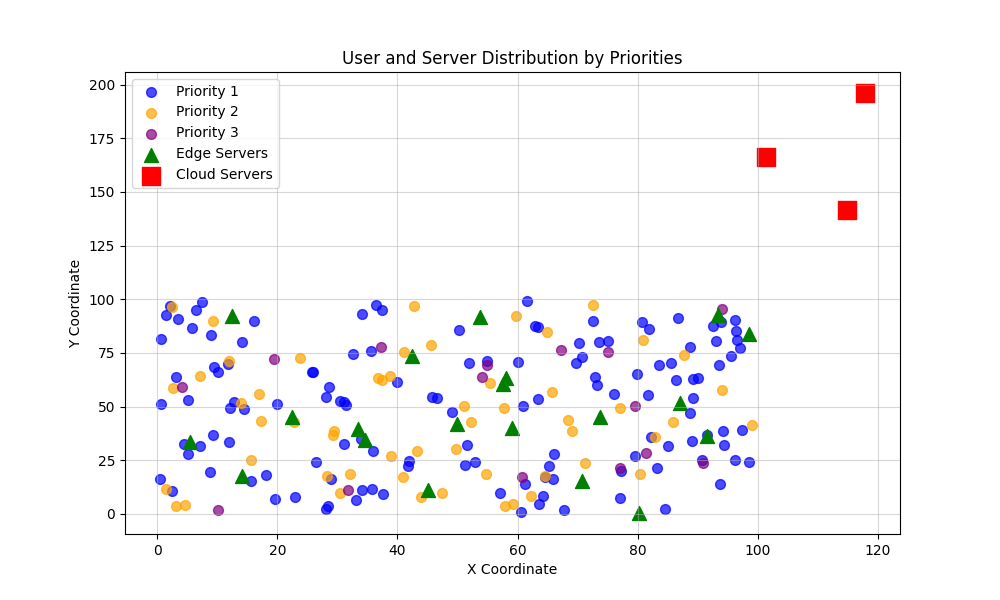 User and Server Distribution by Priorities
200
175
150
125
100
75
50
25
0
Y Coordinate
Priority 1
Priority 2
Priority 3
Edge Servers
Cloud Servers
0 20 40 60 80 100 120
X Coordinate